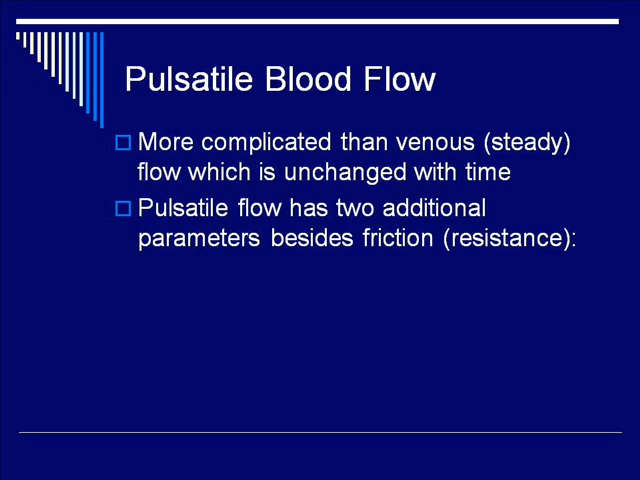 Pulsatile Blood Flow
More complicated than venous (steady)
flow which is unchanged with time
Pulsatile flow has two additional
parameters besides friction (resistance):